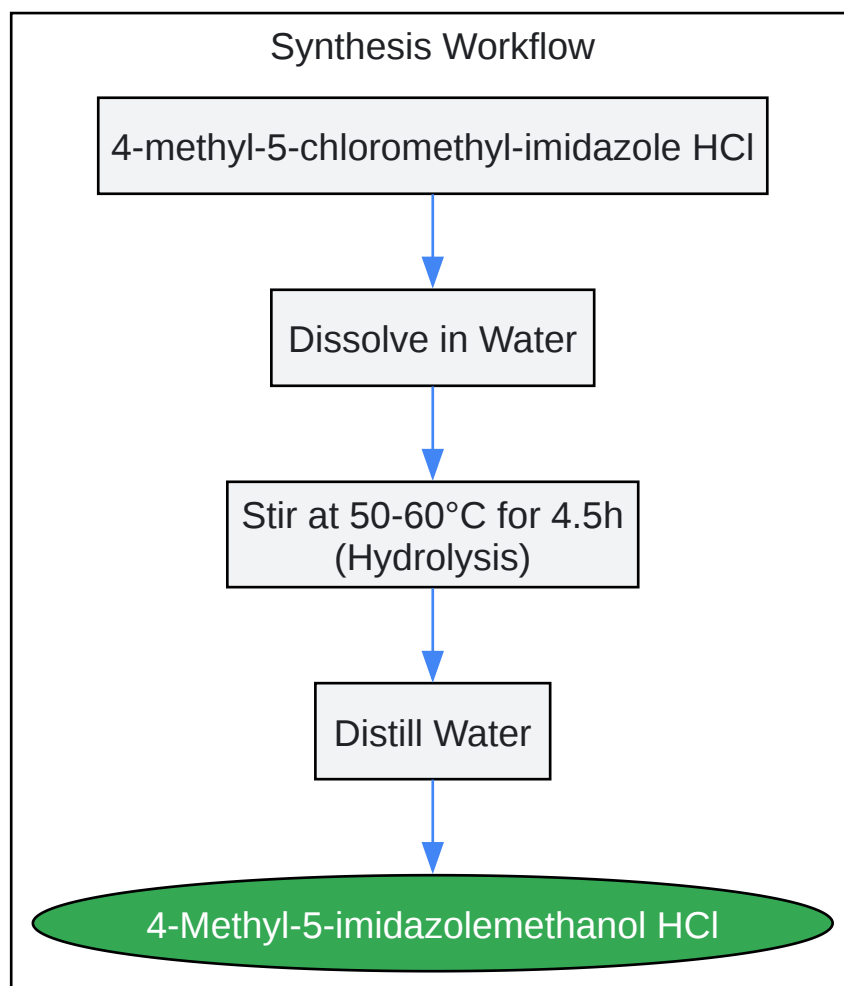 Synthesis Workflow
4-methyl-5-chloromethyl-imidazole HCl
Dissolve in Water
Stir at 50-60°C for 4.5h
(Hydrolysis)
Distill Water
4-Methyl-5-imidazolemethanol HCl